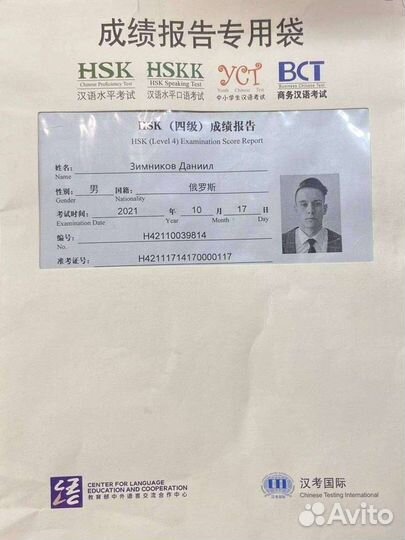 成绩报告专用袋
HSK HSKK YCT BCT
Chinese Proficiency Test HSK Speaking Test Youth Chinese Test Business Chinese Test
汉语水平考试 汉语水平口语考试 中小学生汉语考试 商务汉语考试
HSK（四级）成绩报告
HSK (Level 4) Examination Score Report
姓名： Зимников Даниил
Name
性别： 男 国籍： 俄罗斯
Gender Nationality
考试时间： 2021 年 10 月 17 日
Examination Date Year Month Day
编号： H42110039814
No.
准考证号： H42111714170000117
CENTER FOR LANGUAGE
EDUCATION AND COOPERATION
教育部中外语言交流合作中心
汉考国际
Chinese Testing International
Avito